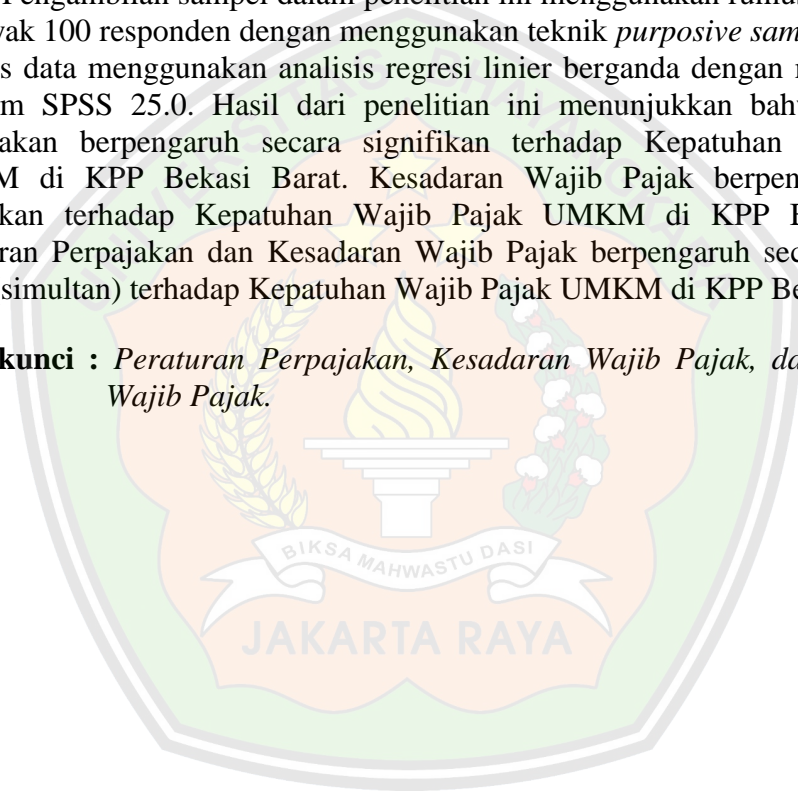 Pengambilan sampel dalam penelitian ini menggunakan
yak 100 responden dengan menggunakan teknik purposive sam
s data menggunakan analisis regresi linier berganda dengan
m SPSS 25.0. Hasil dari penelitian ini menunjukkan bah
akan berpengaruh secara signifikan terhadap Kepatuhan
M di KPP Bekasi Barat. Kesadaran Wajib Pajak berpen
kan terhadap Kepatuhan Wajib Pajak UMKM di KPP B
ran Perpajakan dan Kesadaran Wajib Pajak berpengaruh sec
simultan) terhadap Kepatuhan Wajib Pajak UMKM di KPP Be
kunci : Peraturan Perpajakan, Kesadaran Wajib Pajak, da
Wajib Pajak.
UNIVERSITAS BHAYANGKARA
BIKSA MAHWASTU DASI
JAKARTA RAYA